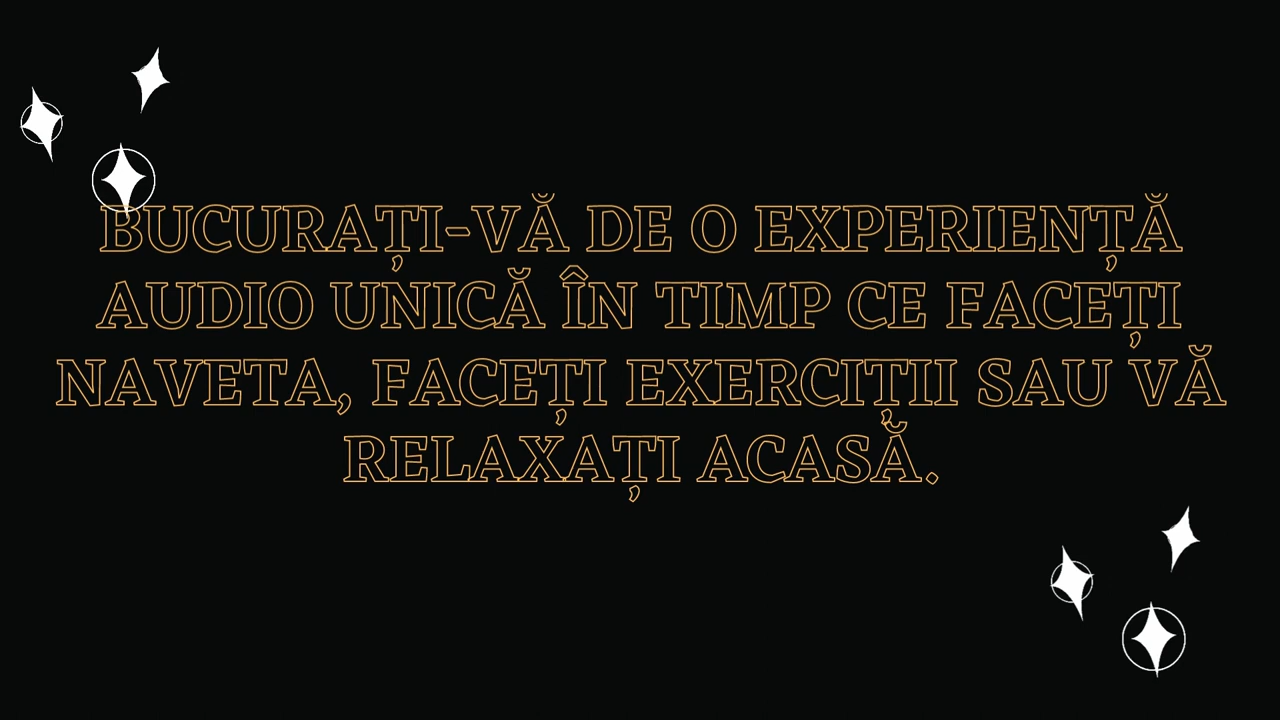 BUCURAȚI-VĂ DE O EXPERIENȚĂ
AUDIO UNICĂ ÎN TIMP CE FACEȚI
NAVETA, FACEȚI EXERCIȚII SAU VĂ
RELAXAȚI ACASĂ.